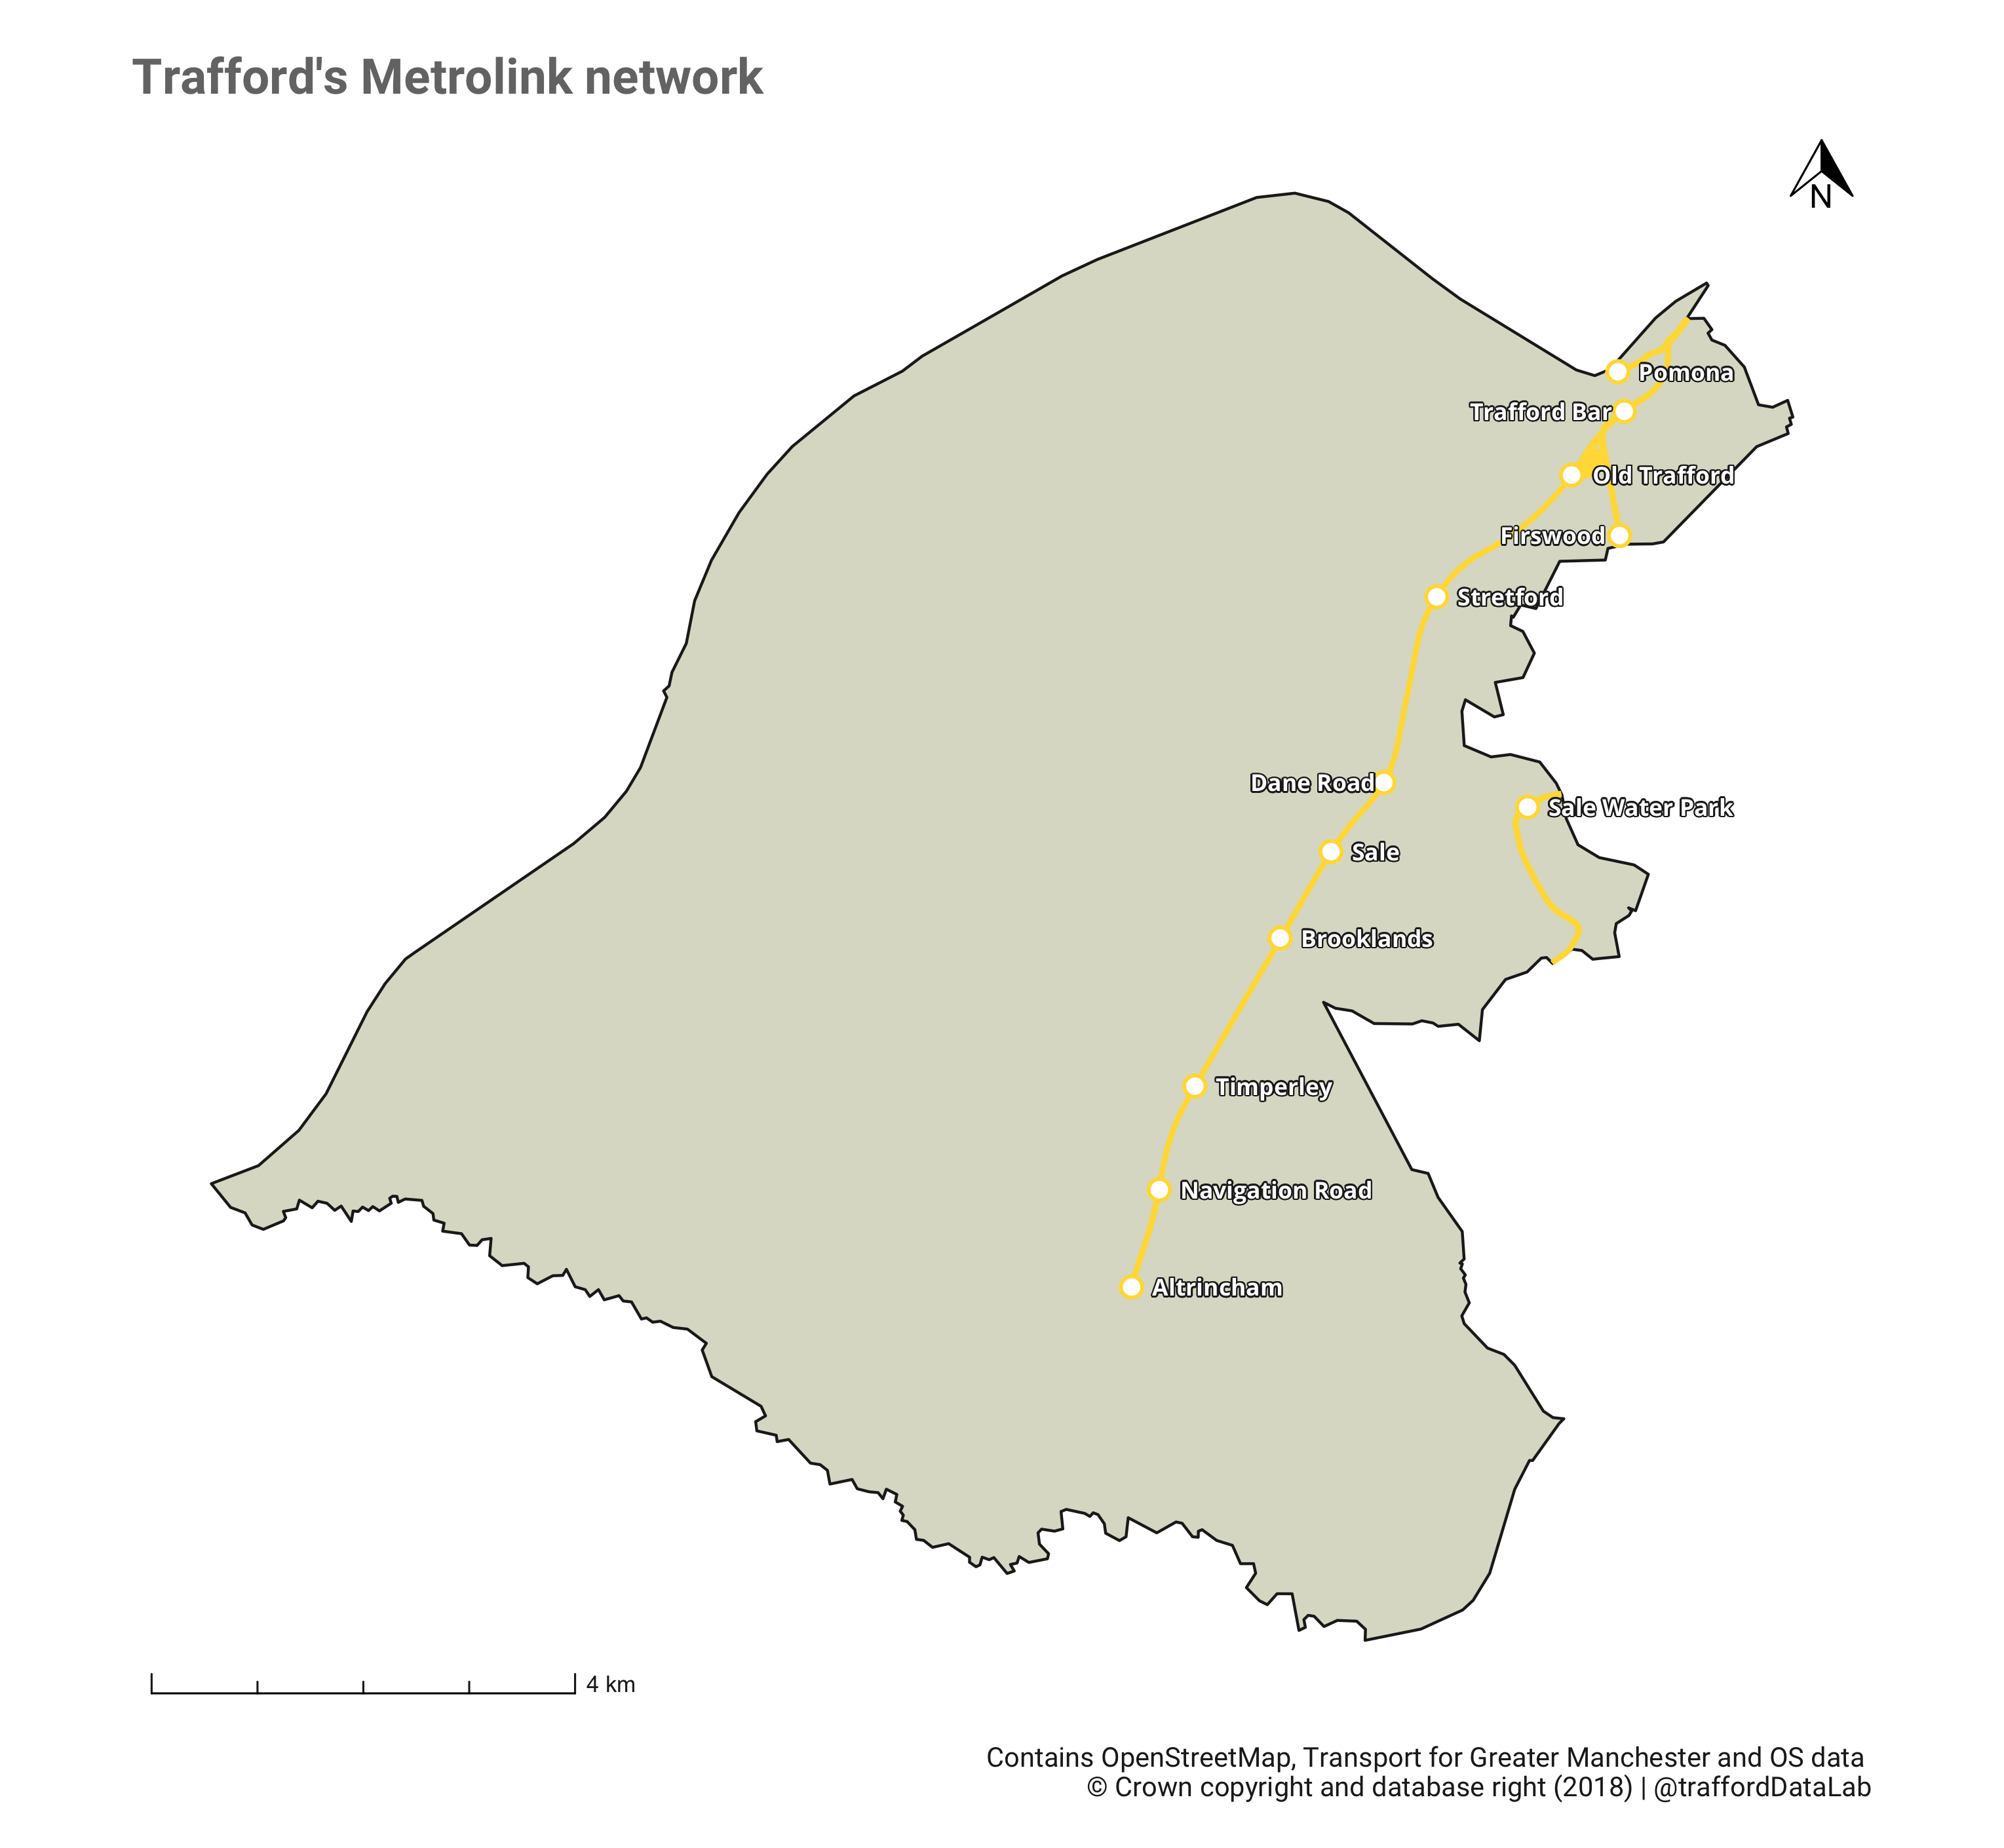 Trafford's Metrolink network
N
Pomona
Trafford Bar
Old Trafford
Firswood
Stretford
Dane Road
Sale Water Park
Sale
Brooklands
Timperley
Navigation Road
Altrincham
4 km
Contains OpenStreetMap, Transport for Greater Manchester and OS data
© Crown copyright and database right (2018) | @traffordDataLab